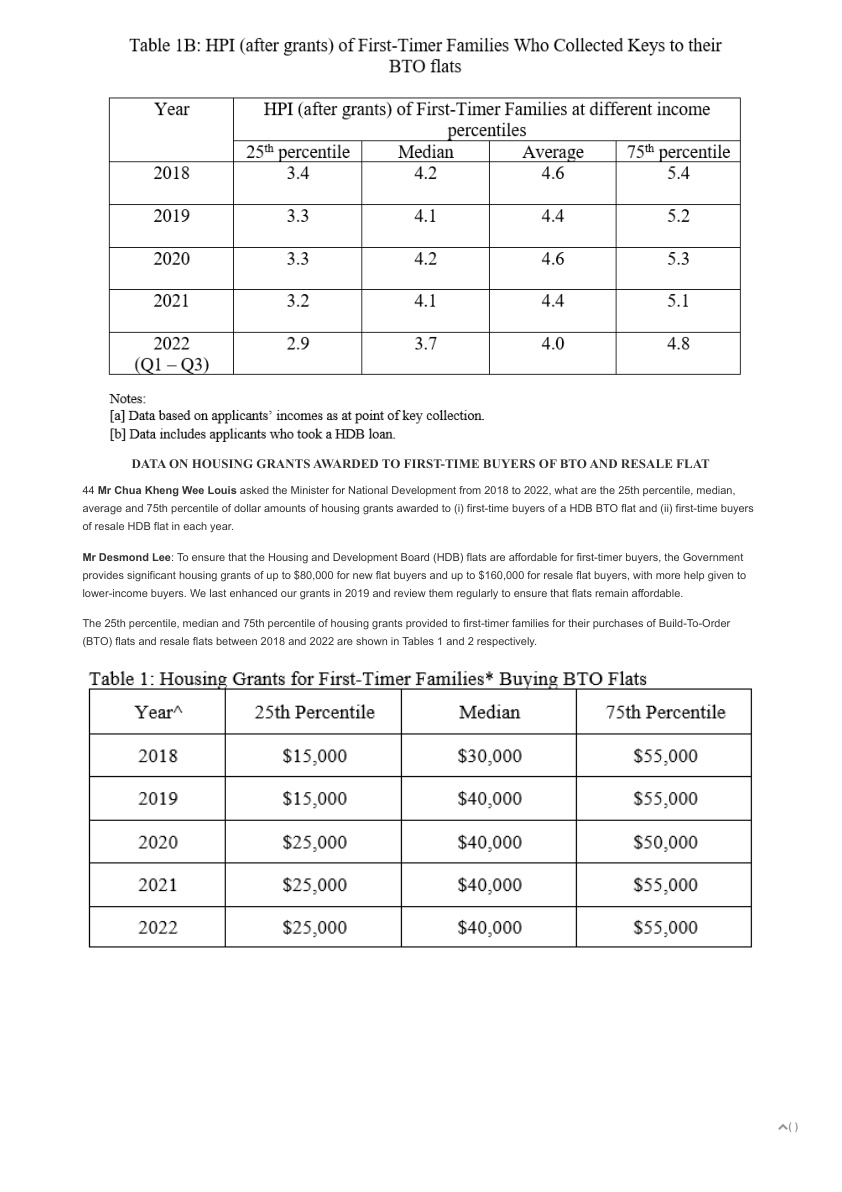 Table 1B: HPI (after grants) of First-Timer Families Who Collected Keys to their
BTO flats
Year HPI (after grants) of First-Timer Families at different income
percentiles
25th percentile Median Average 75th percentile
2018 3.4 4.2 4.6 5.4
2019 3.3 4.1 4.4 5.2
2020 3.3 4.2 4.6 5.3
2021 3.2 4.1 4.4 5.1
2022 2.9 3.7 4.0 4.8
(Q1 – Q3)
Notes:
[a] Data based on applicants’ incomes as at point of key collection.
[b] Data includes applicants who took a HDB loan.
DATA ON HOUSING GRANTS AWARDED TO FIRST-TIME BUYERS OF BTO AND RESALE FLAT
44 Mr Chua Kheng Wee Louis asked the Minister for National Development from 2018 to 2022, what are the 25th percentile, median,
average and 75th percentile of dollar amounts of housing grants awarded to (i) first-time buyers of a HDB BTO flat and (ii) first-time buyers
of resale HDB flat in each year.
Mr Desmond Lee: To ensure that the Housing and Development Board (HDB) flats are affordable for first-timer buyers, the Government
provides significant housing grants of up to $80,000 for new flat buyers and up to $160,000 for resale flat buyers, with more help given to
lower-income buyers. We last enhanced our grants in 2019 and review them regularly to ensure that flats remain affordable.
The 25th percentile, median and 75th percentile of housing grants provided to first-timer families for their purchases of Build-To-Order
(BTO) flats and resale flats between 2018 and 2022 are shown in Tables 1 and 2 respectively.
Table 1: Housing Grants for First-Timer Families* Buying BTO Flats
Year^ 25th Percentile Median 75th Percentile
2018 $15,000 $30,000 $55,000
2019 $15,000 $40,000 $55,000
2020 $25,000 $40,000 $50,000
2021 $25,000 $40,000 $55,000
2022 $25,000 $40,000 $55,000
^( )